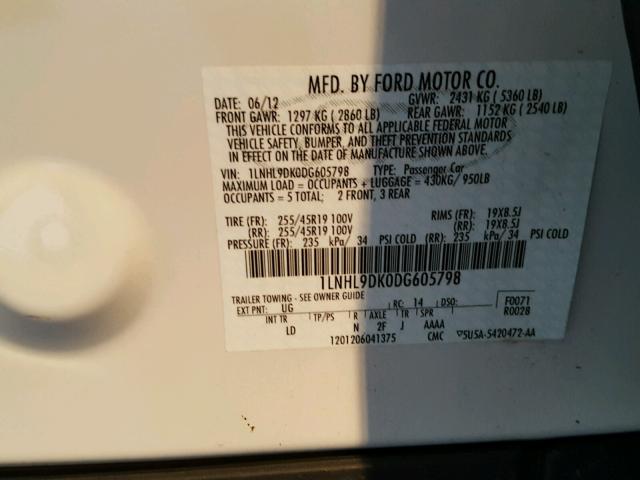 MFD. BY FORD MOTOR CO.
DATE: 06/12 GVWR: 2431 KG ( 5360 LB)
FRONT GAWR: 1297 KG ( 2860 LB) REAR GAWR: 1152 KG ( 2540 LB)
THIS VEHICLE CONFORMS TO ALL APPLICABLE FEDERAL MOTOR
VEHICLE SAFETY, BUMPER, AND THEFT PREVENTION STANDARDS
IN EFFECT ON THE DATE OF MANUFACTURE SHOWN ABOVE.
VIN: 1LNHL9DK0DG605798 TYPE: Passenger Car
MAXIMUM LOAD = OCCUPANTS + LUGGAGE = 430KG/ 950LB
OCCUPANTS = 5 TOTAL; 2 FRONT, 3 REAR
TIRE (FR): 255/45R19 100V RIMS (FR): 19X8.5J
(RR): 255/45R19 100V (RR): 19X8.5J
PRESSURE (FR): 235 kPa/ 34 PSI COLD (RR): 235 kPa/ 34 PSI COLD
1LNHL9DK0DG605798
TRAILER TOWING - SEE OWNER GUIDE
EXT PNT: UG RC: 14 DSO: F0071
R0028
INT TR TP/PS R AXLE TR SPR
LD N 2F J AAAA
1201206041375 CMC ▽5U5A-5420472-AA